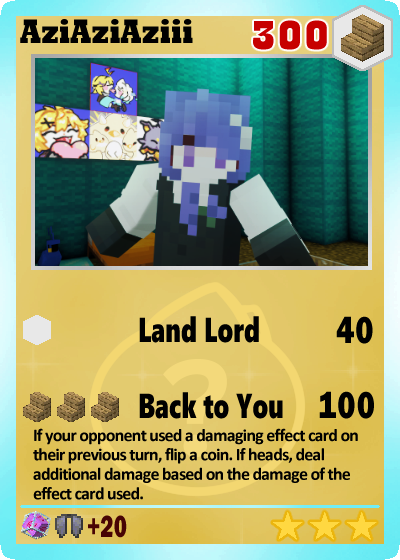 AziAziAziii 300
Land Lord 40
Back to You 100
If your opponent used a damaging effect card on
their previous turn, flip a coin. If heads, deal
additional damage based on the damage of the
effect card used.
+20
?